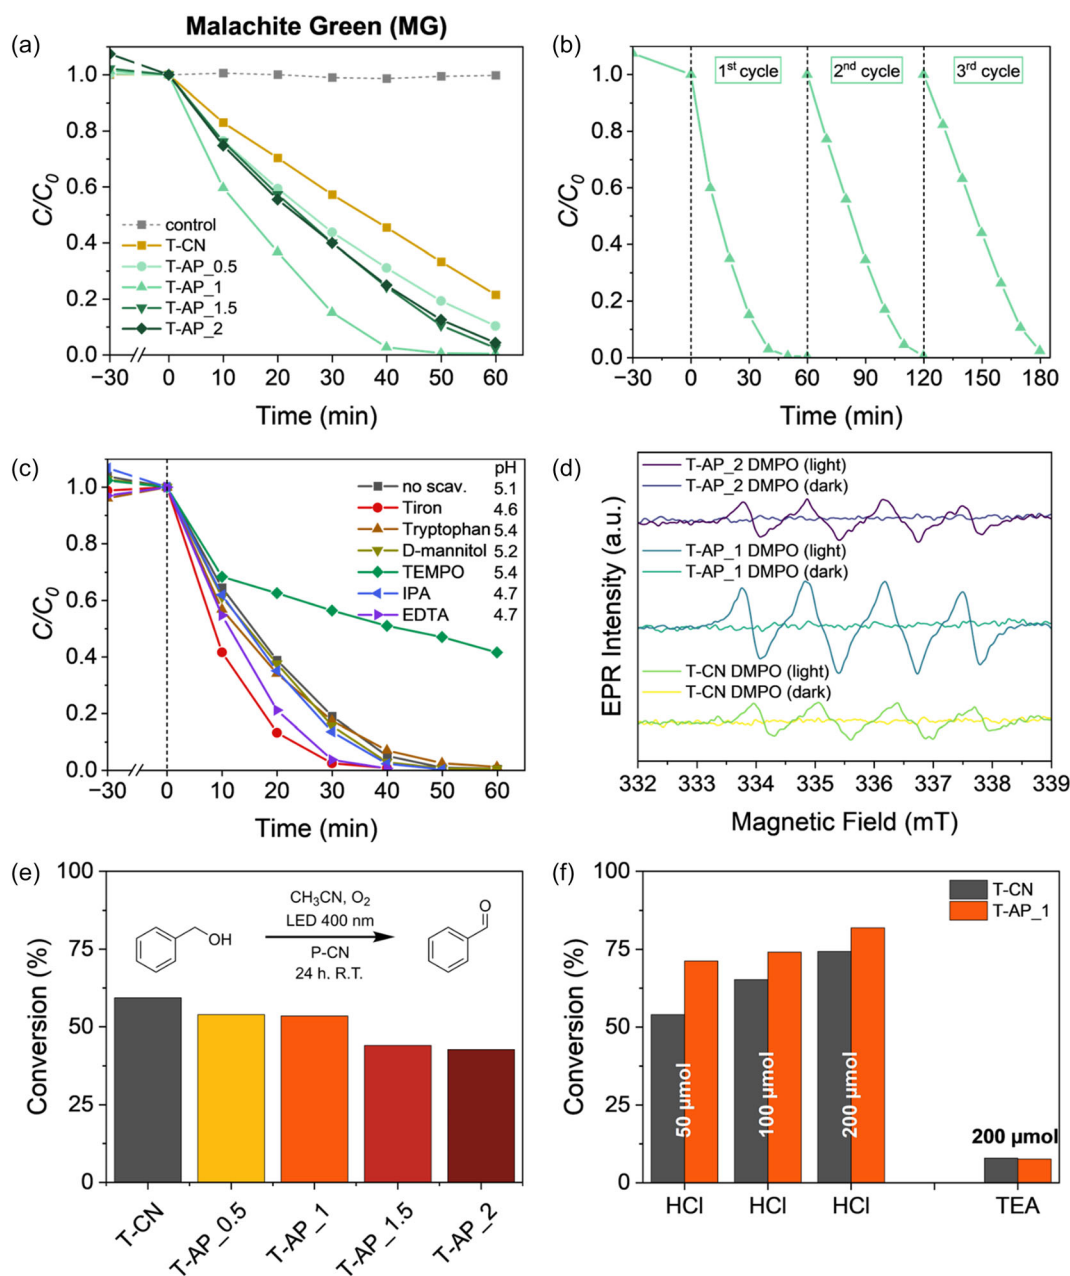 Malachite Green (MG)
(a)
C/C0
1.0
0.8
0.6
0.4
0.2
0.0
control
T-CN
T-AP_0.5
T-AP_1
T-AP_1.5
T-AP_2
−30 0 10 20 30 40 50 60
Time (min)
(b)
C/C0
1.0
0.8
0.6
0.4
0.2
0.0
1st cycle
2nd cycle
3rd cycle
−30 0 30 60 90 120 150 180
Time (min)
(c)
C/C0
1.0
0.8
0.6
0.4
0.2
0.0
pH
no scav. 5.1
Tiron 4.6
Tryptophan 5.4
D-mannitol 5.2
TEMPO 5.4
IPA 4.7
EDTA 4.7
−30 0 10 20 30 40 50 60
Time (min)
(d)
EPR Intensity (a.u.)
T-AP_2 DMPO (light)
T-AP_2 DMPO (dark)
T-AP_1 DMPO (light)
T-AP_1 DMPO (dark)
T-CN DMPO (light)
T-CN DMPO (dark)
332 333 334 335 336 337 338 339
Magnetic Field (mT)
(e)
Conversion (%)
100
75
50
25
0
OH
CH3CN, O2
LED 400 nm
P-CN
24 h. R.T.
O
T-CN
T-AP_0.5
T-AP_1
T-AP_1.5
T-AP_2
(f)
Conversion (%)
100
75
50
25
0
T-CN
T-AP_1
50 µmol
100 µmol
200 µmol
200 µmol
HCl HCl HCl TEA